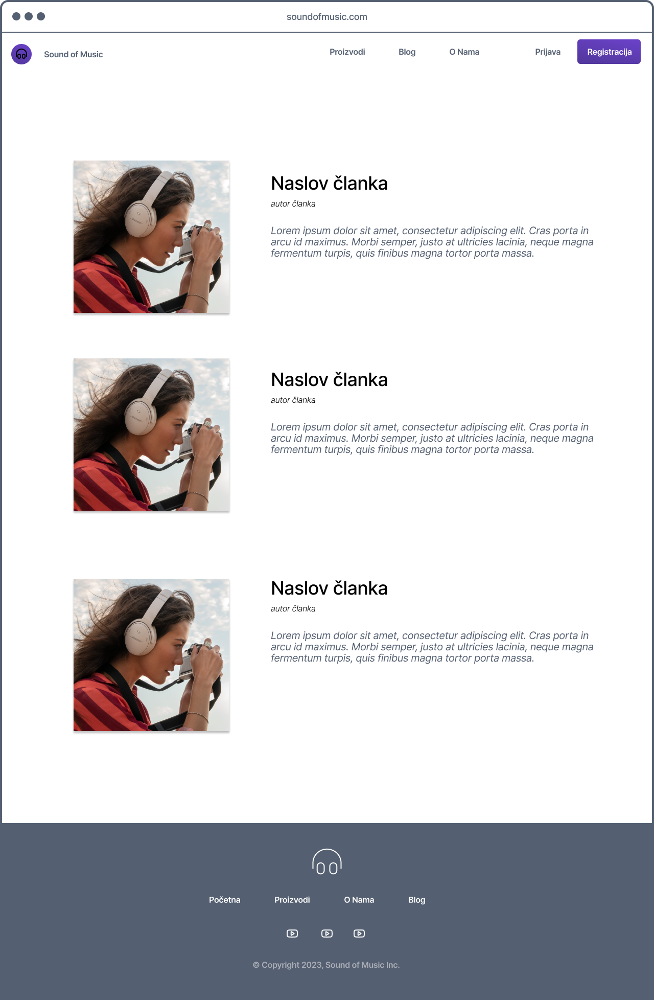 soundofmusic.com
Sound of Music
Proizvodi
Blog
O Nama
Prijava
Registracija
Naslov članka
autor članka
Lorem ipsum dolor sit amet, consectetur adipiscing elit. Cras porta in
arcu id maximus. Morbi semper, justo at ultricies lacinia, neque magna
fermentum turpis, quis finibus magna tortor porta massa.
Naslov članka
autor članka
Lorem ipsum dolor sit amet, consectetur adipiscing elit. Cras porta in
arcu id maximus. Morbi semper, justo at ultricies lacinia, neque magna
fermentum turpis, quis finibus magna tortor porta massa.
Naslov članka
autor članka
Lorem ipsum dolor sit amet, consectetur adipiscing elit. Cras porta in
arcu id maximus. Morbi semper, justo at ultricies lacinia, neque magna
fermentum turpis, quis finibus magna tortor porta massa.
Početna
Proizvodi
O Nama
Blog
© Copyright 2023, Sound of Music Inc.